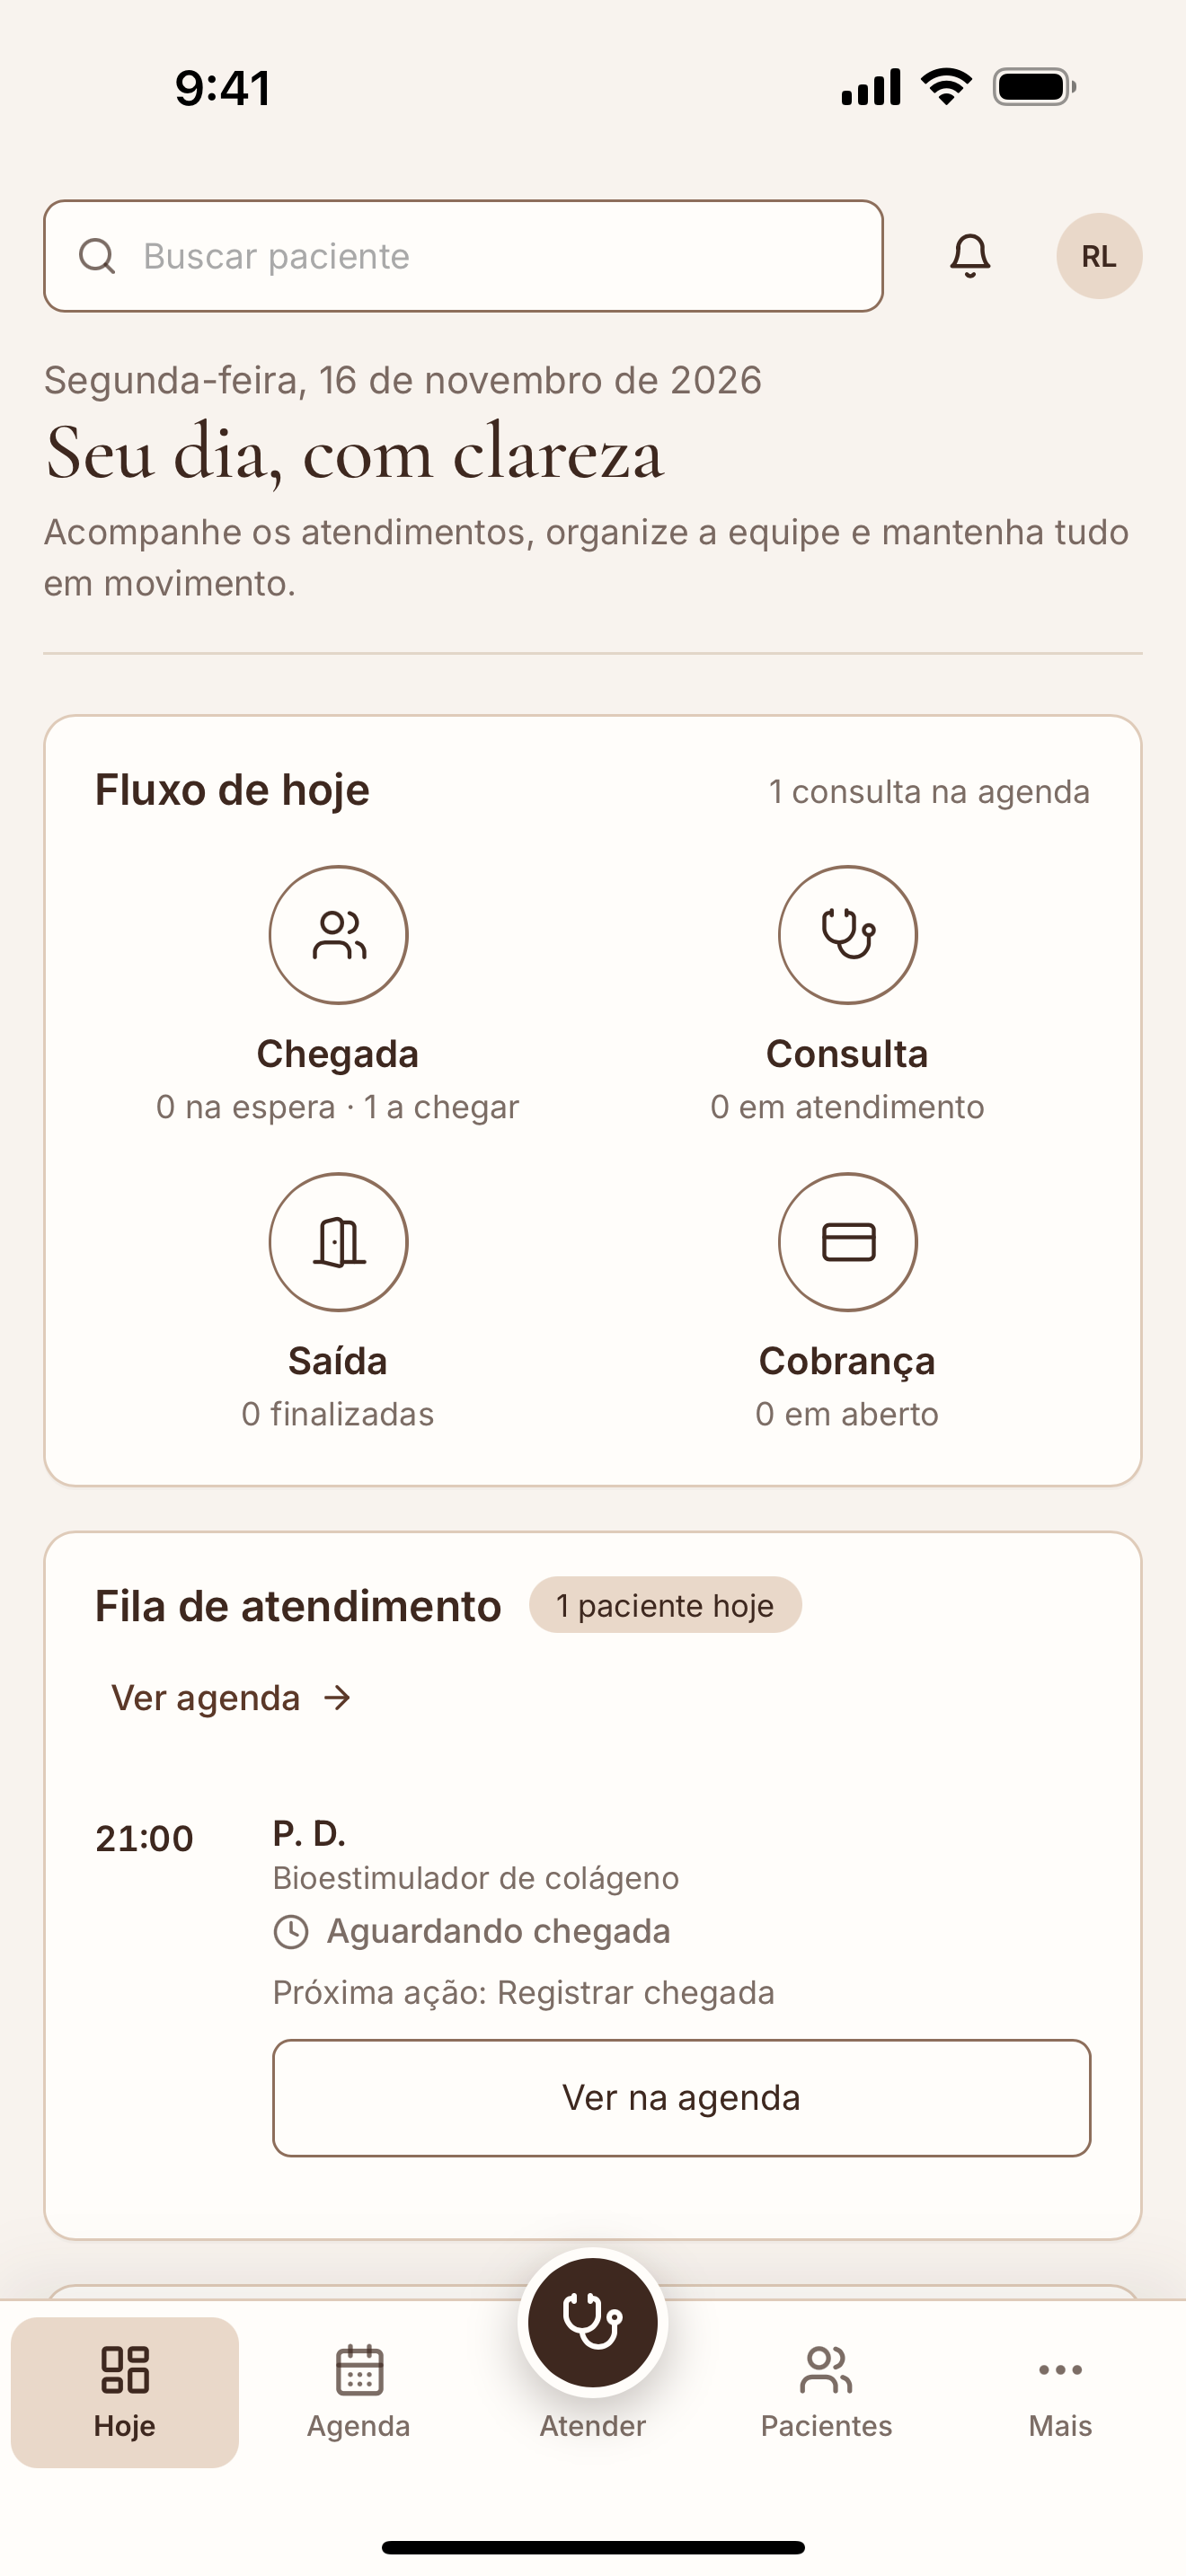 9:41
Buscar paciente
RL
Segunda-feira, 16 de novembro de 2026
Seu dia, com clareza
Acompanhe os atendimentos, organize a equipe e mantenha tudo
em movimento.
Fluxo de hoje
1 consulta na agenda
Chegada
0 na espera · 1 a chegar
Consulta
0 em atendimento
Saída
0 finalizadas
Cobrança
0 em aberto
Fila de atendimento
1 paciente hoje
Ver agenda →
21:00
P. D.
Bioestimulador de colágeno
Aguardando chegada
Próxima ação: Registrar chegada
Ver na agenda
Hoje
Agenda
Atender
Pacientes
Mais